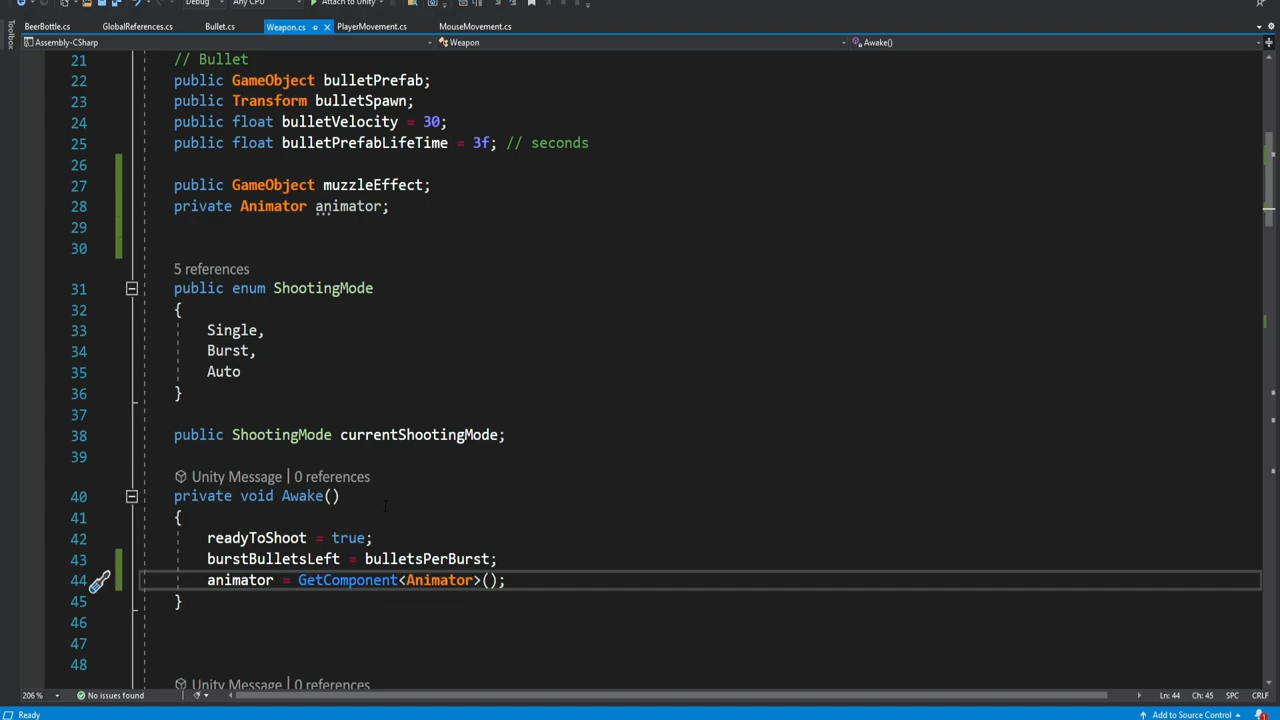 Debug
Any CPU
Attach to Unity
BeerBottle.cs
GlobalReferences.cs
Bullet.cs
Weapon.cs
PlayerMovement.cs
MouseMovement.cs
Toolbox
Assembly-CSharp
Weapon
Awake()
21 // Bullet
22 public GameObject bulletPrefab;
23 public Transform bulletSpawn;
24 public float bulletVelocity = 30;
25 public float bulletPrefabLifeTime = 3f; // seconds
26
27 public GameObject muzzleEffect;
28 private Animator animator;
29
30
5 references
31 public enum ShootingMode
32 {
33 Single,
34 Burst,
35 Auto
36 }
37
38 public ShootingMode currentShootingMode;
39
Unity Message | 0 references
40 private void Awake()
41 {
42 readyToShoot = true;
43 burstBulletsLeft = bulletsPerBurst;
44 animator = GetComponent<Animator>();
45 }
46
47
48
Unity Message | 0 references
206 %
No issues found
Ln: 44 Ch: 45 SPC CRLF
Ready
Add to Source Control